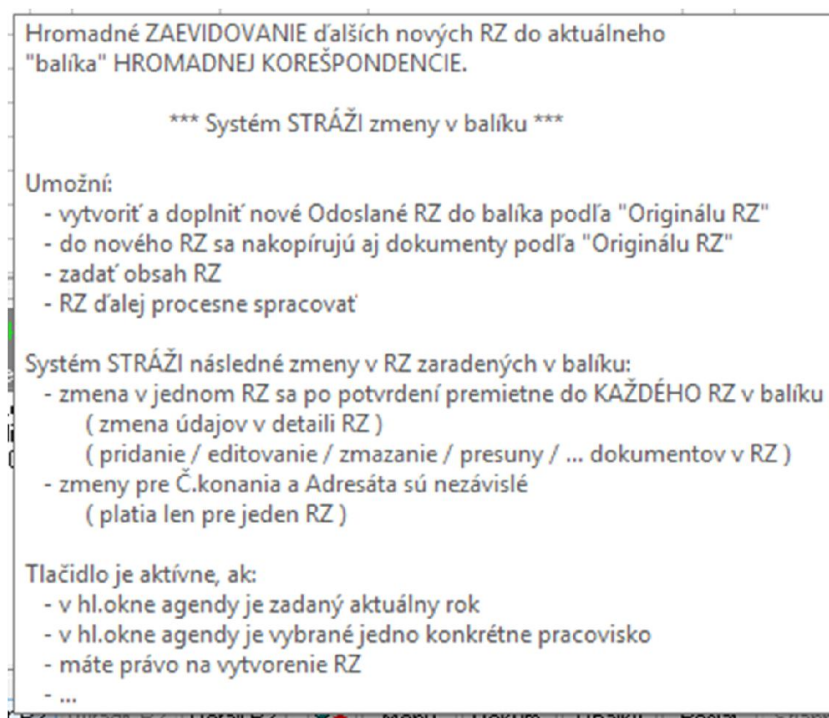 Hromadné ZAEVIDOVANIE ďalších nových RZ do aktuálneho
"balíka" HROMADNEJ KOREŠPONDENCIE.
*** Systém STRÁŽI zmeny v balíku ***
Umožní:
- vytvoriť a doplniť nové Odoslané RZ do balíka podľa "Originálu RZ"
- do nového RZ sa nakopírujú aj dokumenty podľa "Originálu RZ"
- zadať obsah RZ
- RZ ďalej procesne spracovať
Systém STRÁŽI následné zmeny v RZ zaradených v balíku:
- zmena v jednom RZ sa po potvrdení premietne do KAŽDÉHO RZ v balíku
( zmena údajov v detaili RZ )
( pridanie / editovanie / zmazanie / presuny / ... dokumentov v RZ )
- zmeny pre Č.konania a Adresáta sú nezávislé
( platia len pre jeden RZ )
Tlačidlo je aktívne, ak:
- v hl.okne agendy je zadaný aktuálny rok
- v hl.okne agendy je vybrané jedno konkrétne pracovisko
- máte právo na vytvorenie RZ
- ...